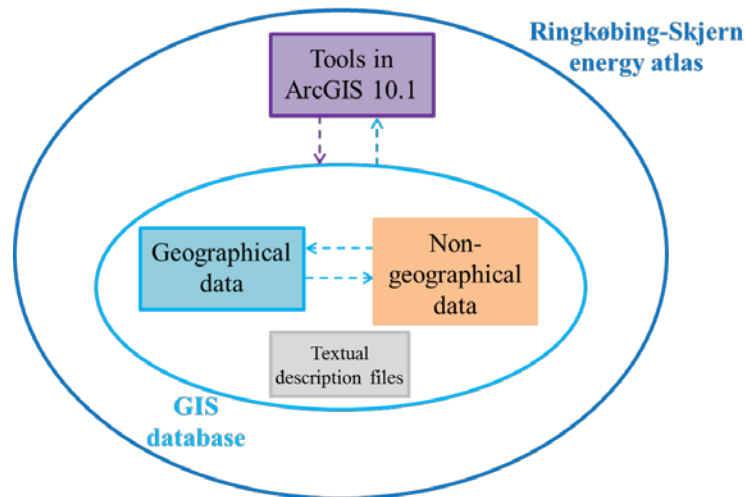 Ringkøbing-Skjern
energy atlas
Tools in
ArcGIS 10.1
Geographical
data
Non-
geographical
data
Textual
description files
GIS
database